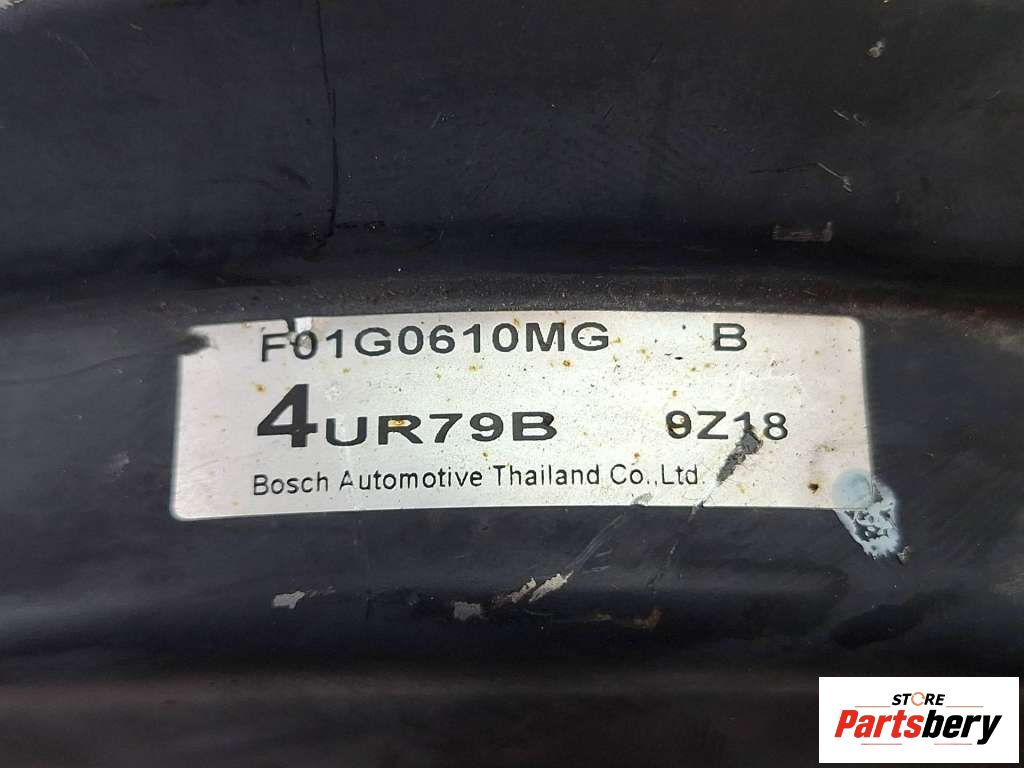 F01G0610MG B
4UR79B 9Z18
Bosch Automotive Thailand Co.,Ltd.
STORE
Partsbery